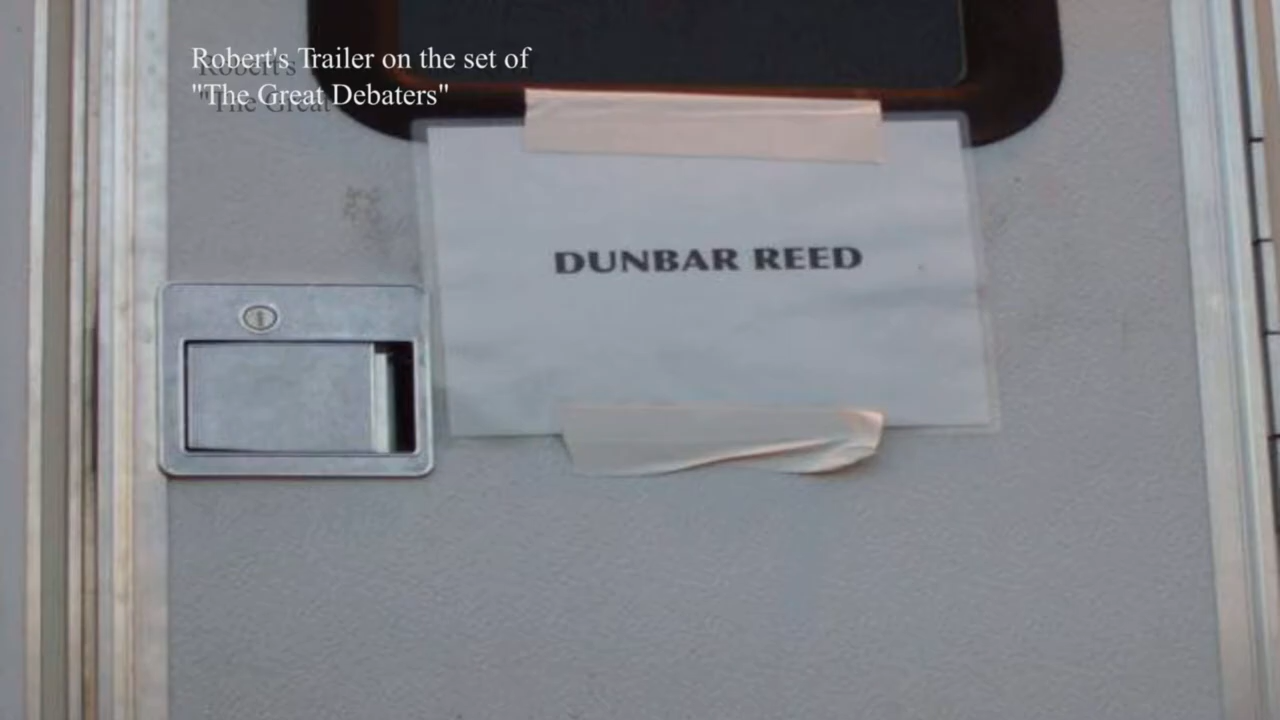 Robert's Trailer on the set of
"The Great Debaters"
DUNBAR REED